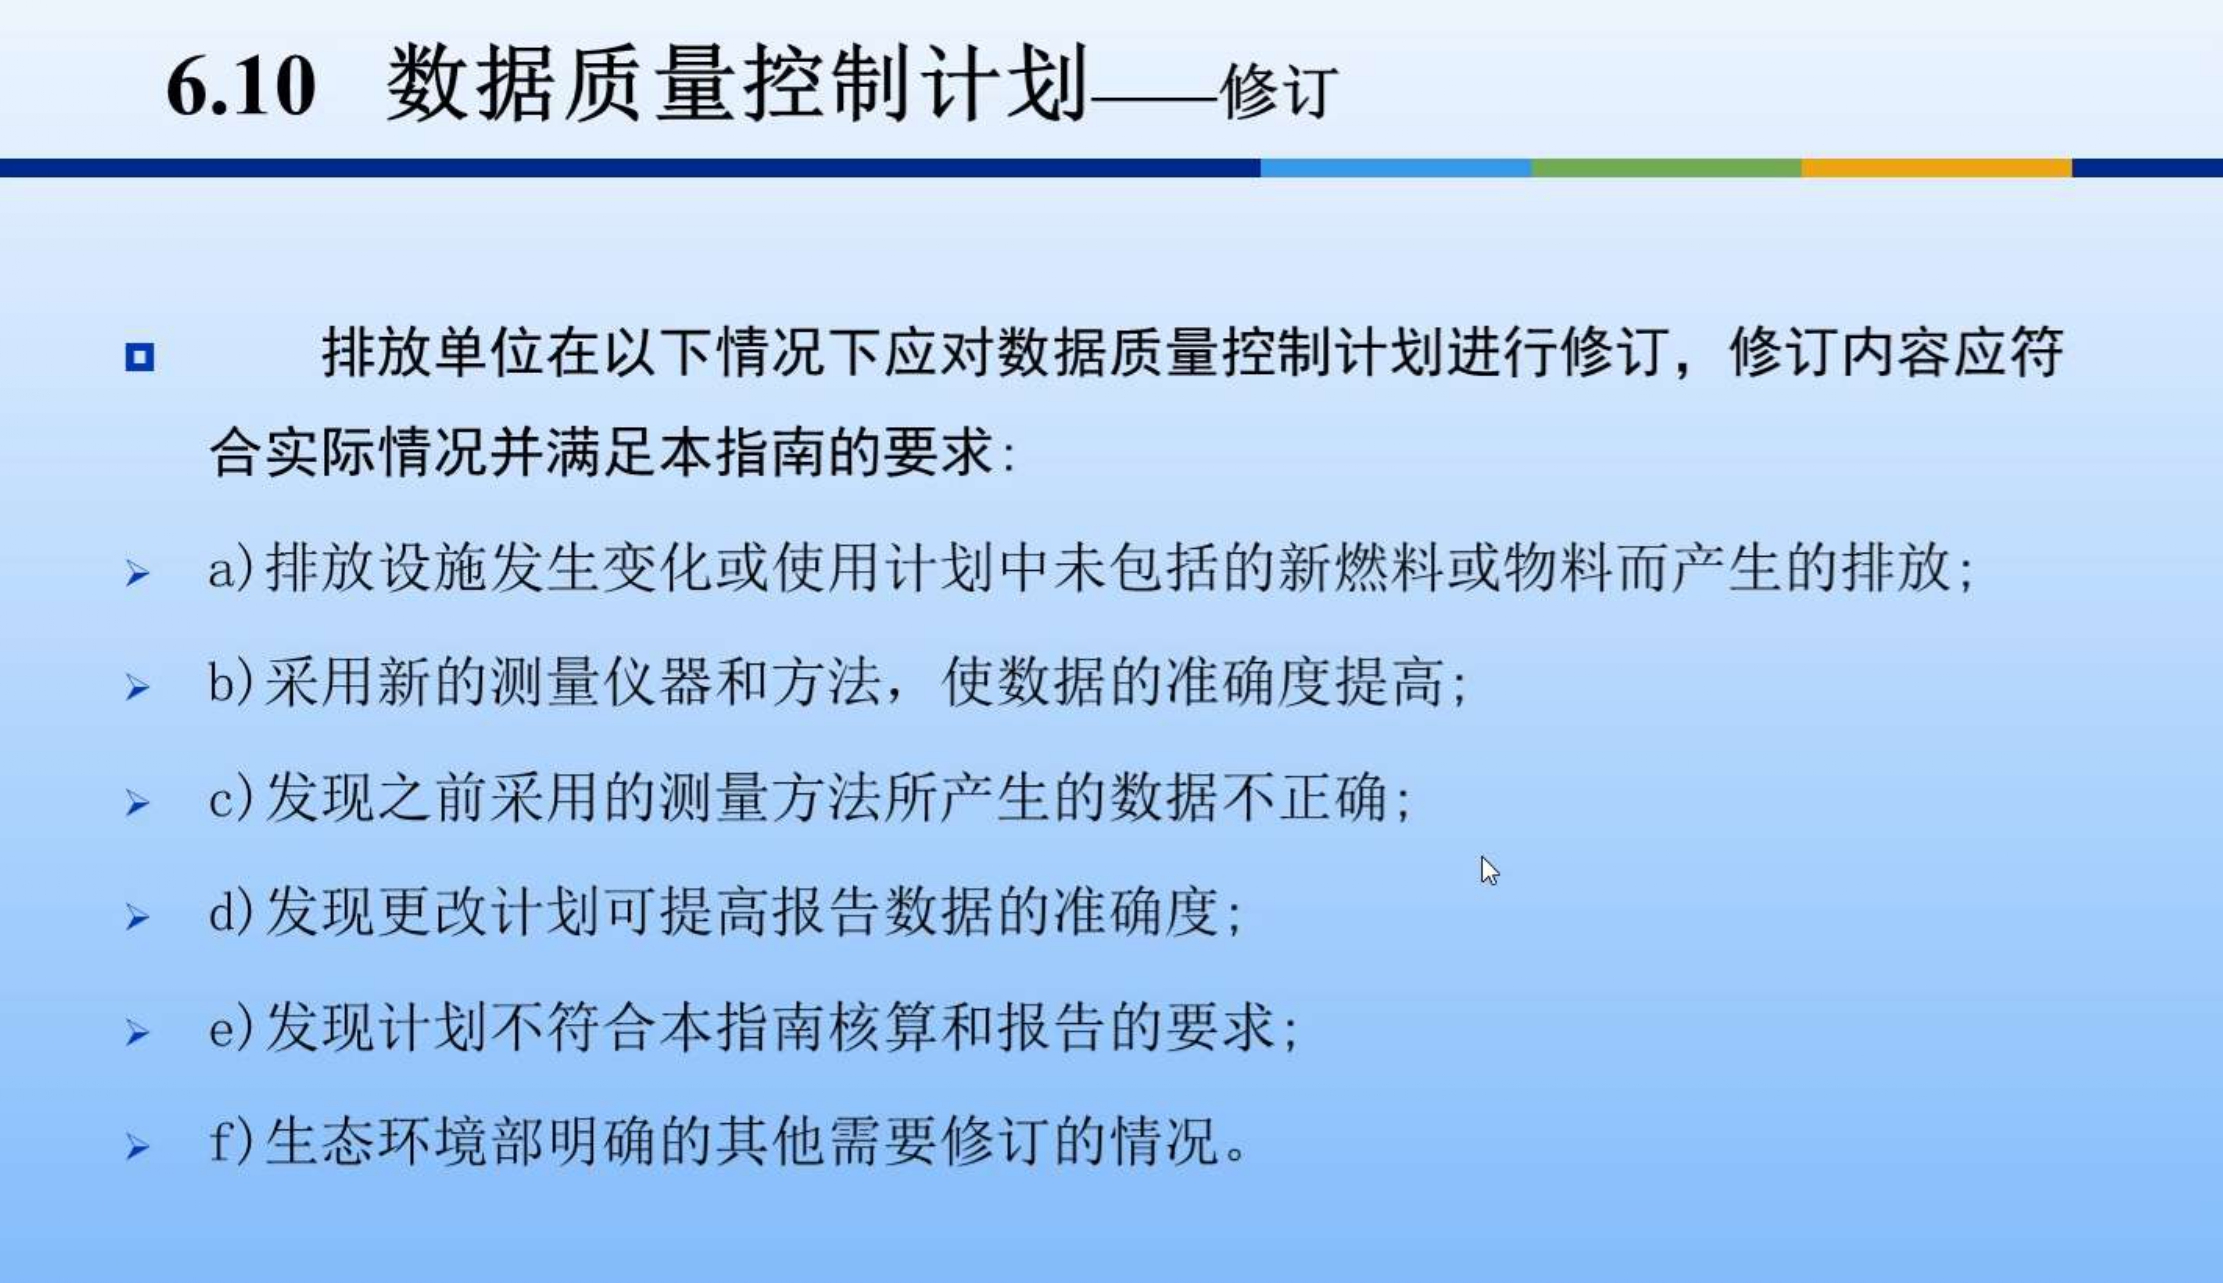 6.10 数据质量控制计划——修订
排放单位在以下情况下应对数据质量控制计划进行修订，修订内容应符
合实际情况并满足本指南的要求：
a)排放设施发生变化或使用计划中未包括的新燃料或物料而产生的排放；
b)采用新的测量仪器和方法，使数据的准确度提高；
c)发现之前采用的测量方法所产生的数据不正确；
d)发现更改计划可提高报告数据的准确度；
e)发现计划不符合本指南核算和报告的要求；
f)生态环境部明确的其他需要修订的情况。